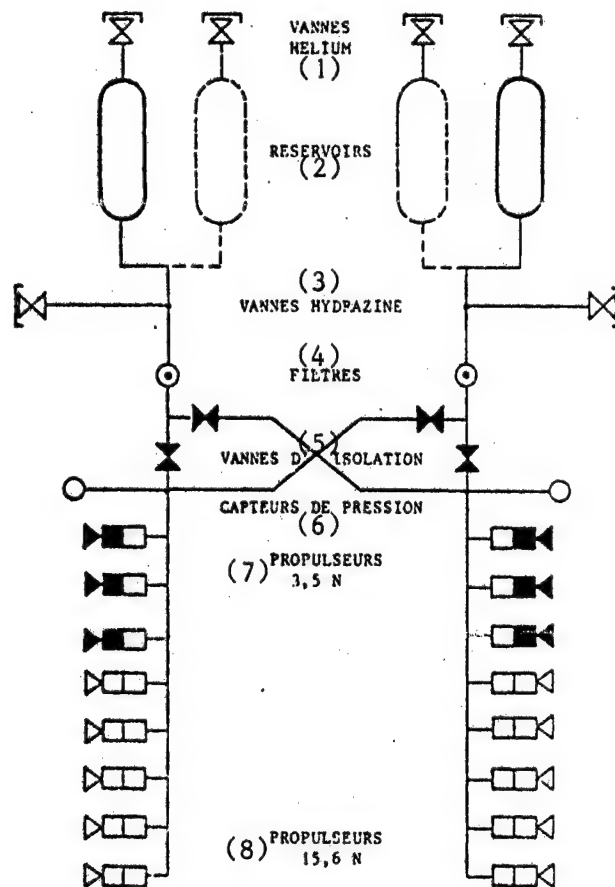 VANNES
HELIUM
(1)
RESERVOIRS
(2)
(3)
VANNES HYDRAZINE
(4)
FILTRES
(5)
VANNES D' ISOLATION
CAPTEURS DE PRESSION
(6)
(7) PROPULSEURS
3,5 N
(8) PROPULSEURS
15,6 N